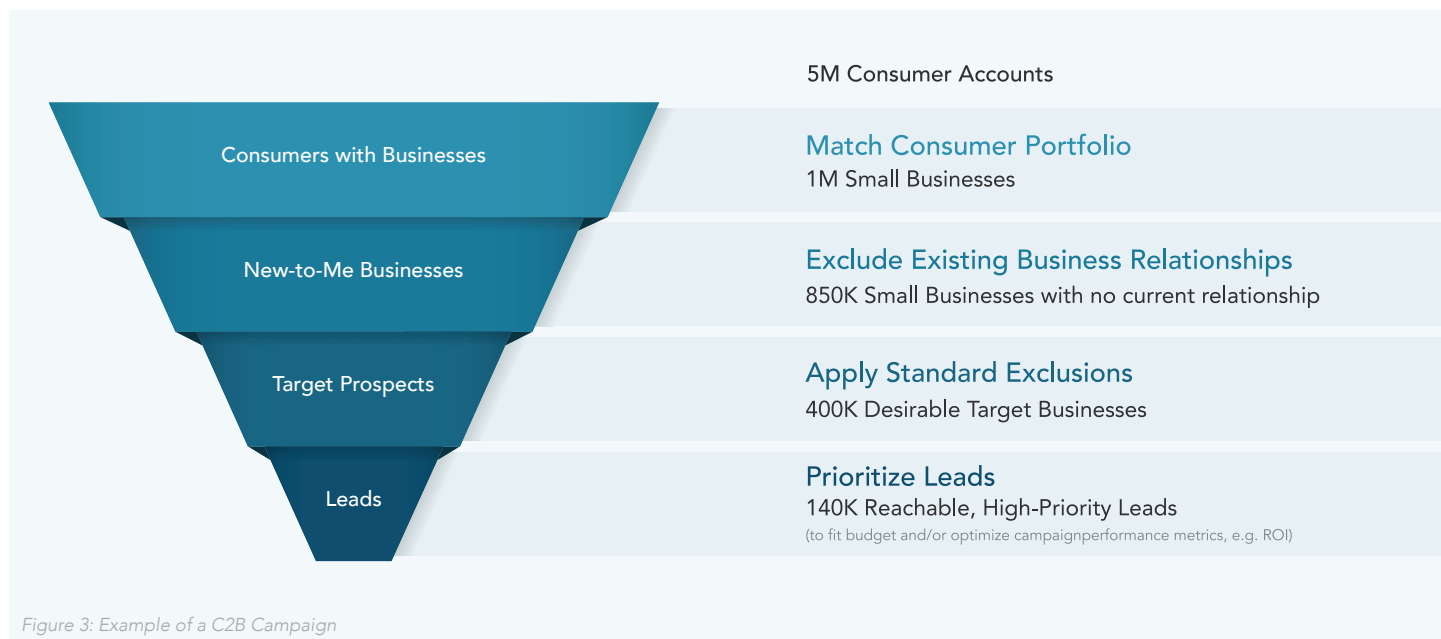 5M Consumer Accounts
Consumers with Businesses
Match Consumer Portfolio
1M Small Businesses
New-to-Me Businesses
Exclude Existing Business Relationships
850K Small Businesses with no current relationship
Target Prospects
Apply Standard Exclusions
400K Desirable Target Businesses
Leads
Prioritize Leads
140K Reachable, High-Priority Leads
(to fit budget and/or optimize campaignperformance metrics, e.g. ROI)
Figure 3: Example of a C2B Campaign